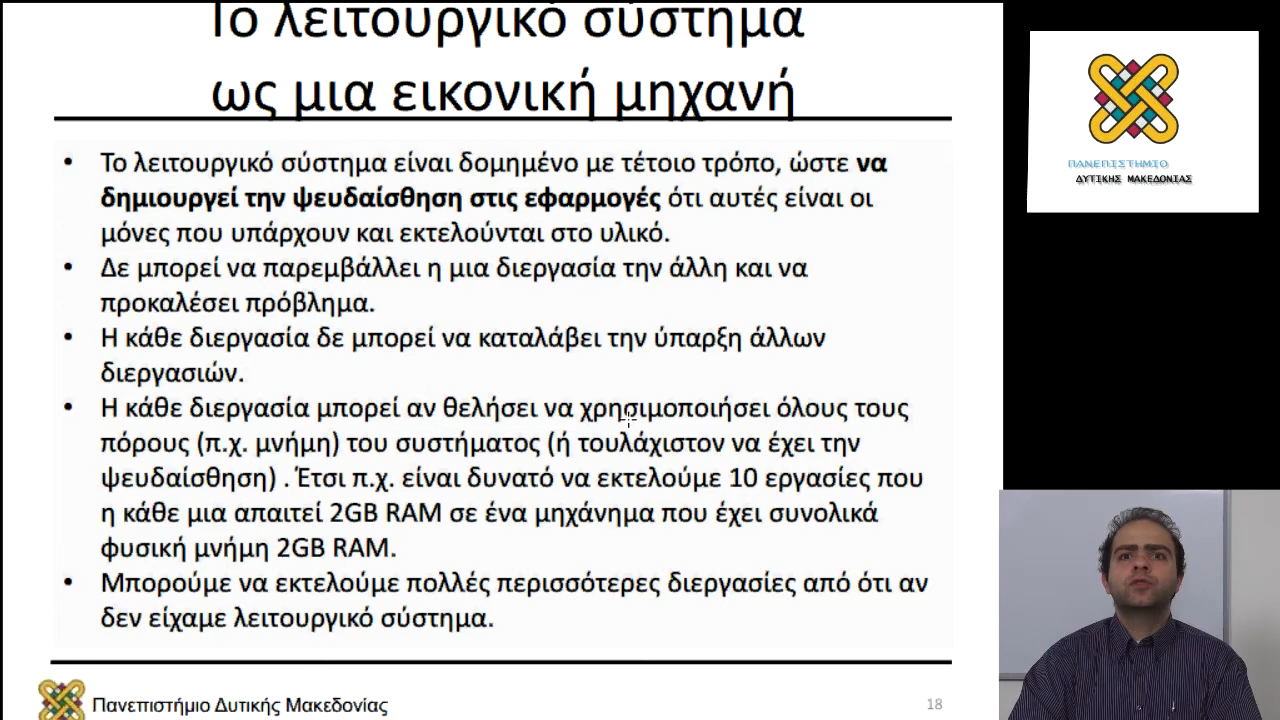 Το λειτουργικό σύστημα
ως μια εικονική μηχανή
• Το λειτουργικό σύστημα είναι δομημένο με τέτοιο τρόπο, ώστε να
δημιουργεί την ψευδαίσθηση στις εφαρμογές ότι αυτές είναι οι
μόνες που υπάρχουν και εκτελούνται στο υλικό.
• Δε μπορεί να παρεμβάλλει η μια διεργασία την άλλη και να
προκαλέσει πρόβλημα.
• Η κάθε διεργασία δε μπορεί να καταλάβει την ύπαρξη άλλων
διεργασιών.
• Η κάθε διεργασία μπορεί αν θελήσει να χρησιμοποιήσει όλους τους
πόρους (π.χ. μνήμη) του συστήματος (ή τουλάχιστον να έχει την
ψευδαίσθηση) . Έτσι π.χ. είναι δυνατό να εκτελούμε 10 εργασίες που
η κάθε μια απαιτεί 2GB RAM σε ένα μηχάνημα που έχει συνολικά
φυσική μνήμη 2GB RAM.
• Μπορούμε να εκτελούμε πολλές περισσότερες διεργασίες από ότι αν
δεν είχαμε λειτουργικό σύστημα.
Πανεπιστήμιο Δυτικής Μακεδονίας
18
ΠΑΝΕΠΙΣΤΗΜΙΟ
ΔΥΤΙΚΗΣ ΜΑΚΕΔΟΝΙΑΣ